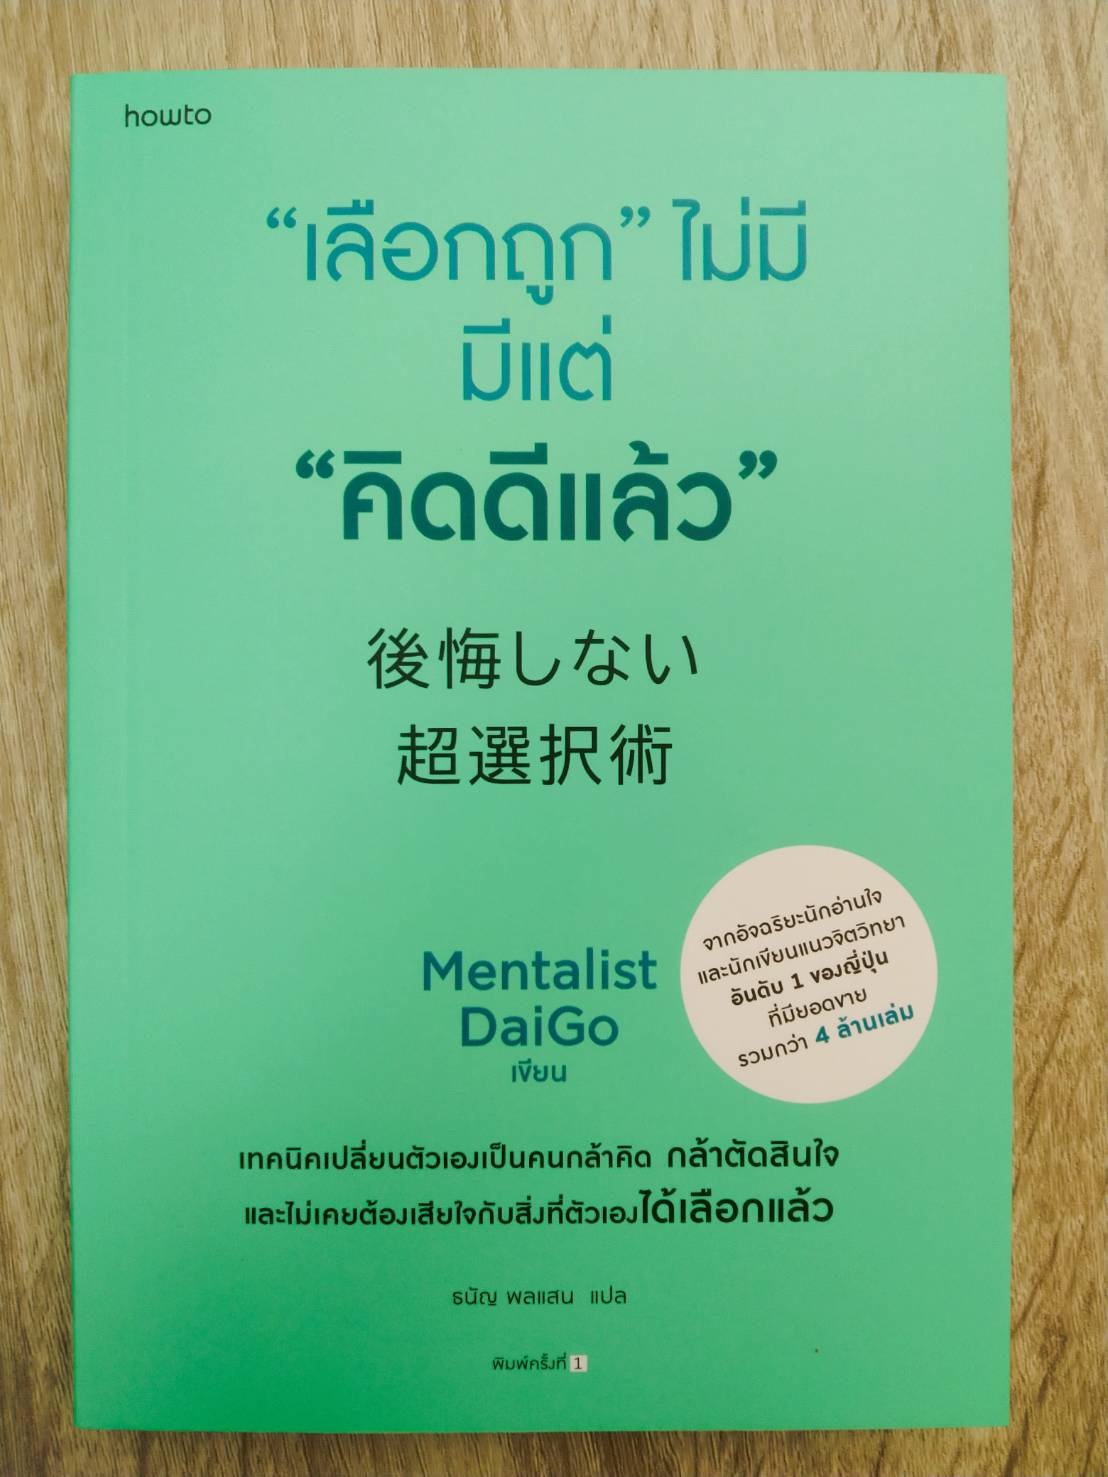 howto
“เลือกถูก” ไม่มี
มีแต่
“คิดดีแล้ว”
後悔しない
超選択術
จากอัจฉริยะนักอ่านใจ
และนักเขียนแนวจิตวิทยา
อันดับ 1 ของญี่ปุ่น
ที่มียอดขาย
รวมกว่า 4 ล้านเล่ม
Mentalist
DaiGo
เขียน
เทคนิคเปลี่ยนตัวเองเป็นคนกล้าคิด กล้าตัดสินใจ
และไม่เคยต้องเสียใจกับสิ่งที่ตัวเองได้เลือกแล้ว
ธนัญ พลแสน แปล
พิมพ์ครั้งที่ 1